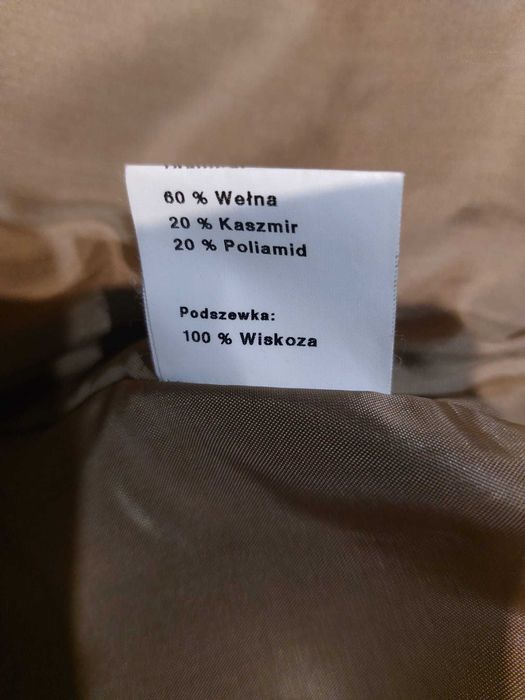 60 % Wełna
20 % Kaszmir
20 % Poliamid
Podszewka:
100 % Wiskoza